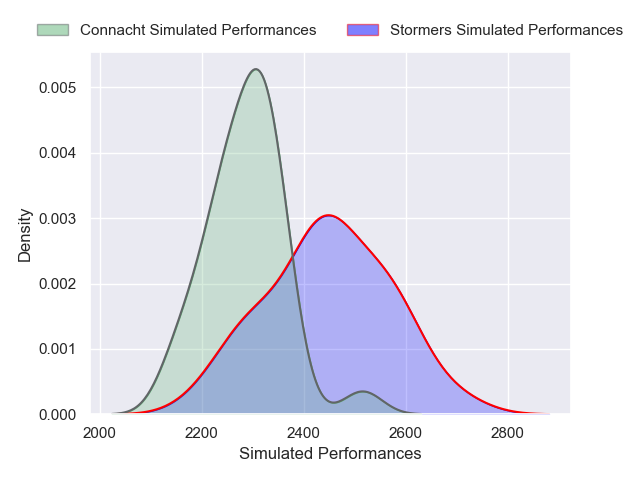 Connacht Simulated Performances
Stormers Simulated Performances
0.005
0.004
0.003
0.002
0.001
0.000
Density
2000 2200 2400 2600 2800
Simulated Performances